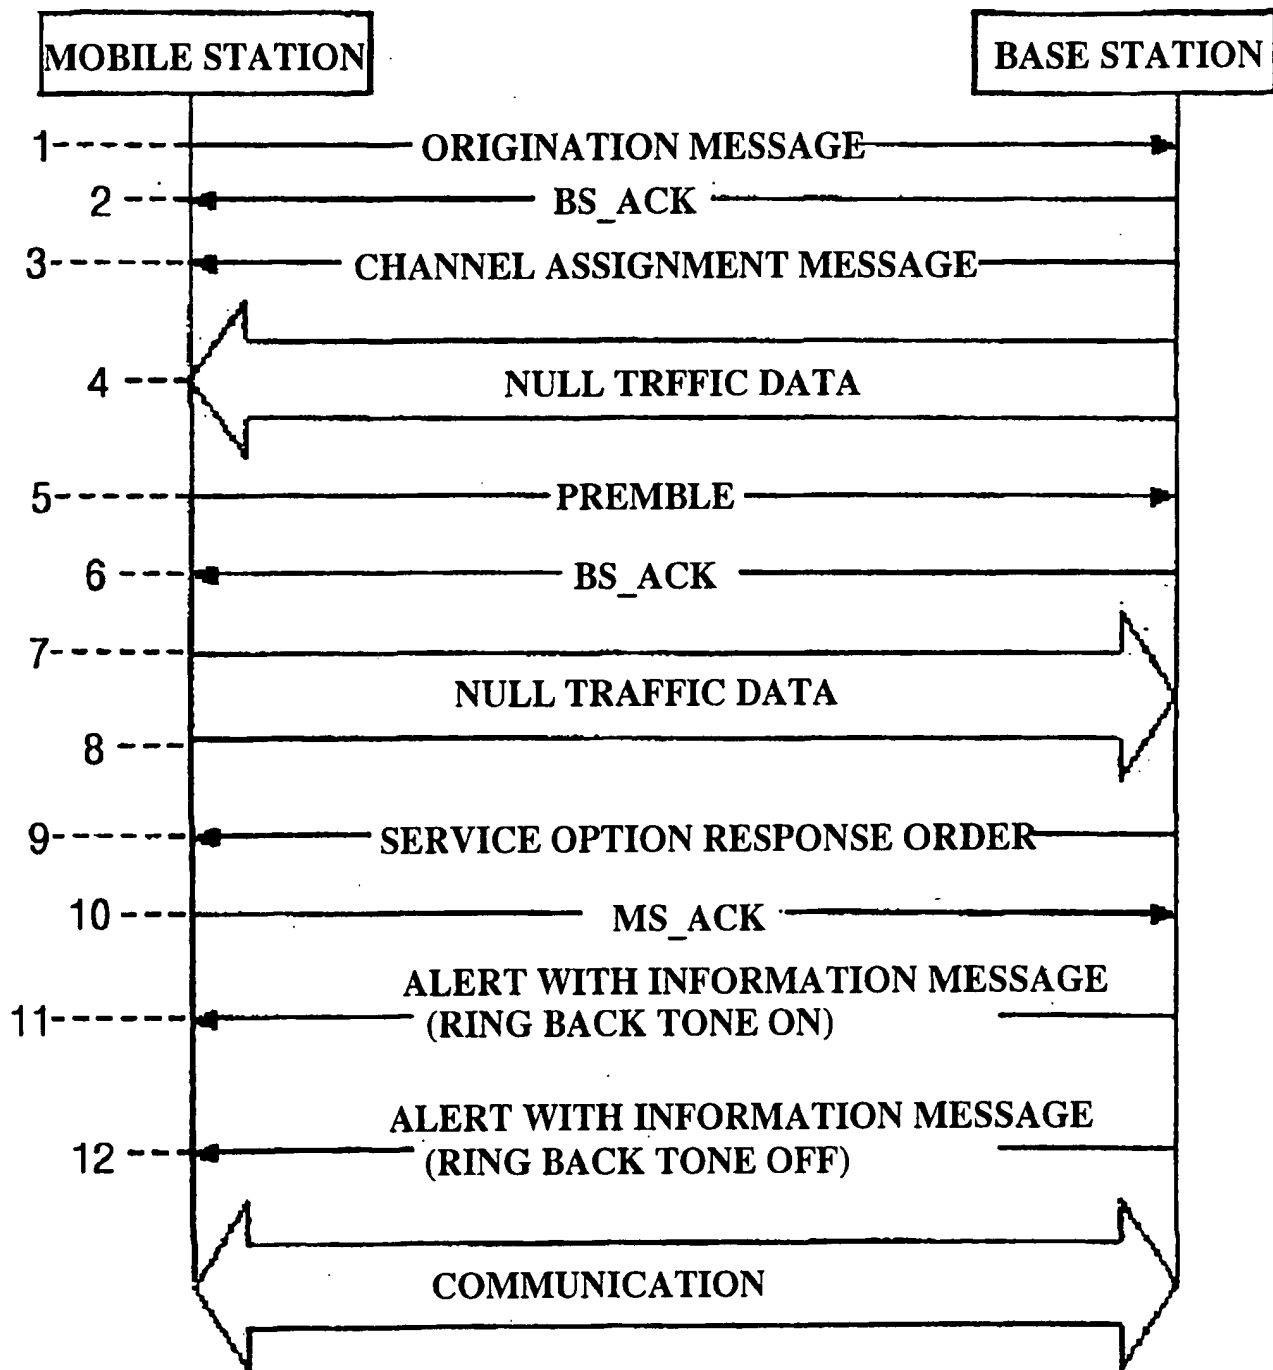 MOBILE STATION
BASE STATION
1 ORIGINATION MESSAGE
2 BS_ACK
3 CHANNEL ASSIGNMENT MESSAGE
4 NULL TRFFIC DATA
5 PREMBLE
6 BS_ACK
7
NULL TRAFFIC DATA
8
9 SERVICE OPTION RESPONSE ORDER
10 MS_ACK
ALERT WITH INFORMATION MESSAGE
11 (RING BACK TONE ON)
ALERT WITH INFORMATION MESSAGE
12 (RING BACK TONE OFF)
COMMUNICATION